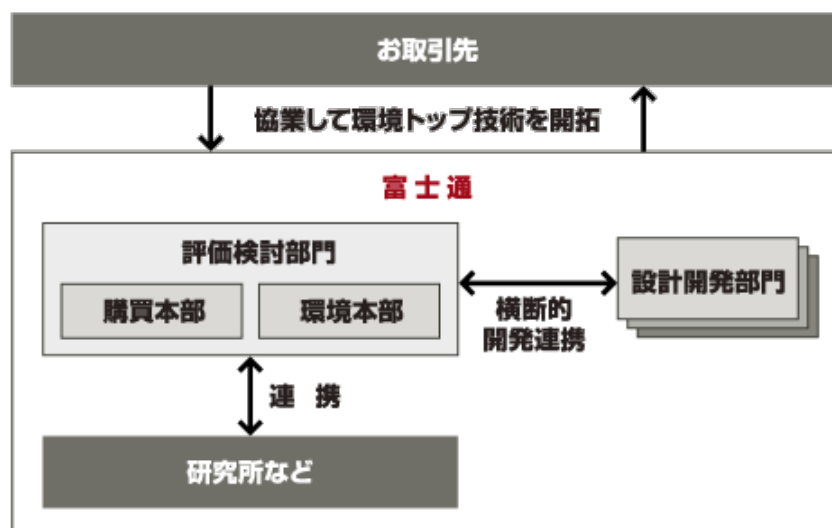 お取引先
協業して環境トップ技術を開拓
富士通
評価検討部門
購買本部
環境本部
設計開発部門
横断的
開発連携
連 携
研究所など